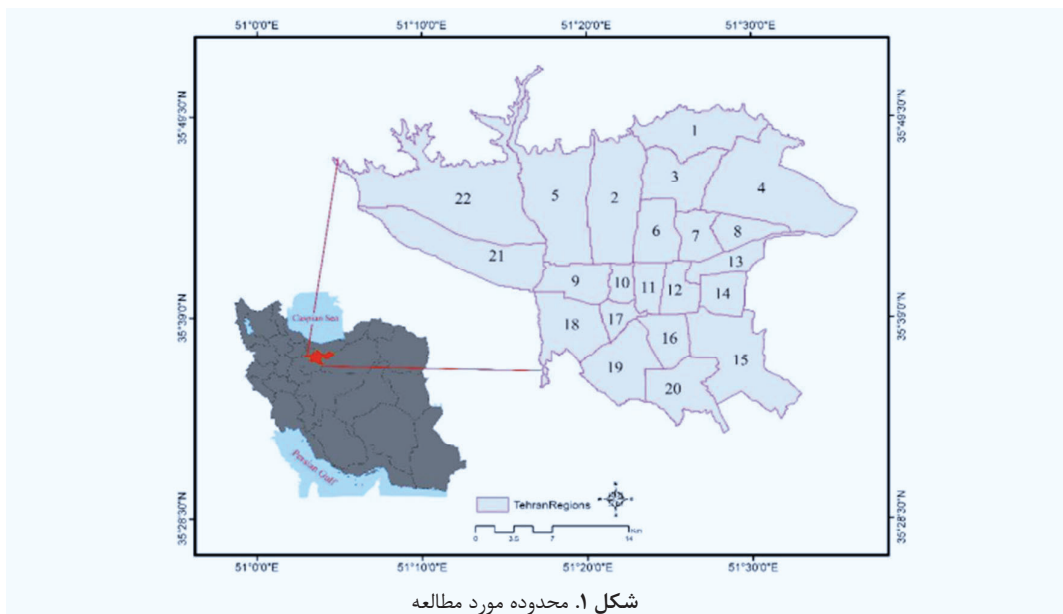 51°0'0"E 51°10'0"E 51°20'0"E 51°30'0"E
35°49'30"N 35°49'30"N
1
3
4
22 5 2
6 7 8
21
13
9 10 11 12 14
35°39'0"N 35°39'0"N
Caspian Sea
18 17 16
19 15
20
Persian Gulf
TehranRegions
0 3.5 7 14
35°28'30"N 35°28'30"N
51°0'0"E 51°10'0"E 51°20'0"E 51°30'0"E
شکل ۱. محدوده مورد مطالعه